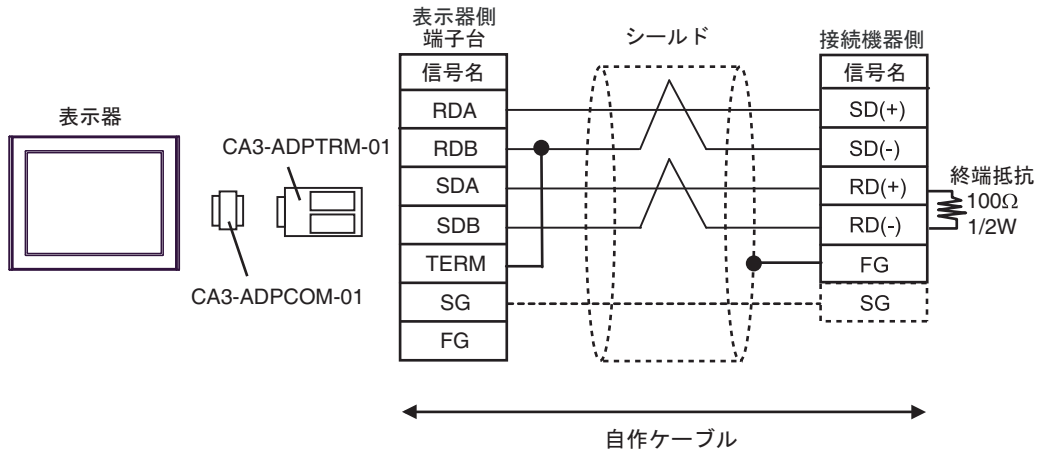 表示器
CA3-ADPTRM-01
CA3-ADPCOM-01
表示器側
端子台
信号名
RDA
RDB
SDA
SDB
TERM
SG
FG
シールド
接続機器側
信号名
SD(+)
SD(-)
RD(+)
RD(-)
FG
SG
終端抵抗
100Ω
1/2W
自作ケーブル